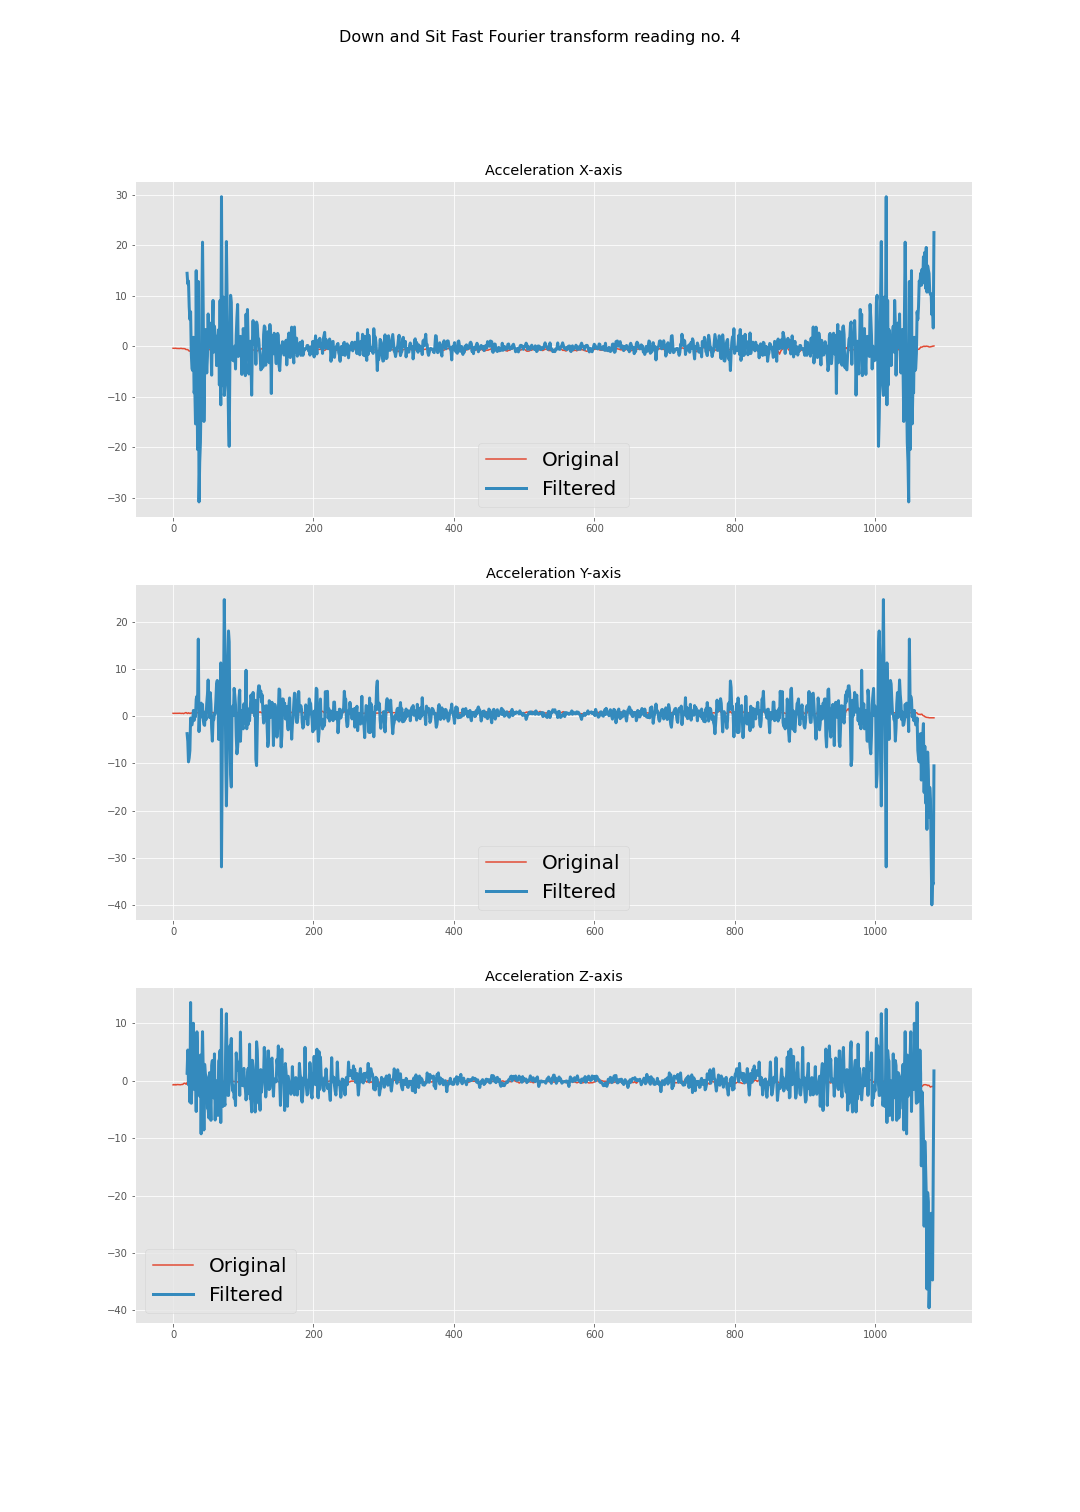 Down and Sit Fast Fourier transform reading no. 4
Acceleration X-axis
30
20
10
0
−10
−20
−30
Original
Filtered
0 200 400 600 800 1000
Acceleration Y-axis
20
10
0
−10
−20
−30
−40
Original
Filtered
0 200 400 600 800 1000
Acceleration Z-axis
10
0
−10
−20
−30
−40
Original
Filtered
0 200 400 600 800 1000